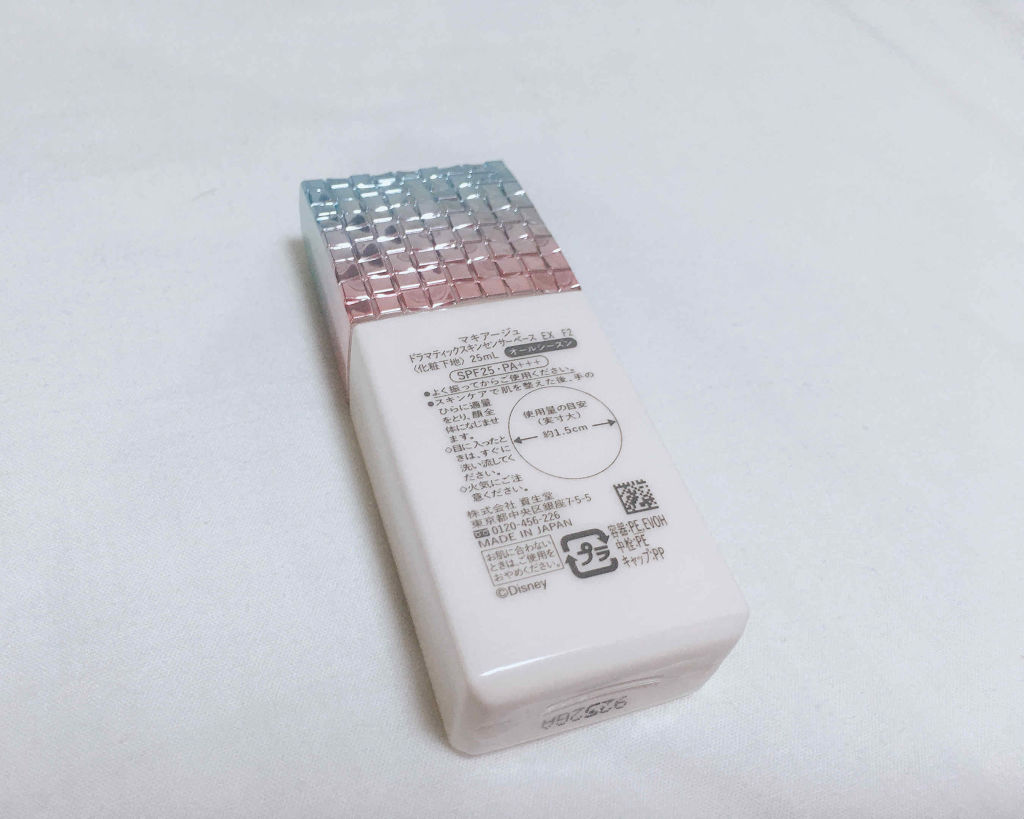 マキアージュ
ドラマティックスキンセンサーベース EX F2
〈化粧下地〉25mL オールシーズン
SPF25・PA+++
●よく振ってからご使用ください。
●スキンケアで肌を整えた後、手の
ひらに適量
をとり、顔全
体になじませ
ます。
◇目に入ったと
きは、すぐに
洗い流してく
ださい。
◇火気にご注
意ください。
使用量の目安
(実寸大)
約1.5cm
株式会社 資生堂
東京都中央区銀座7-5-5
0120-456-226
MADE IN JAPAN
お肌に合わない
ときは、ご使用を
おやめください。
プラ
容器:PE,EVOH
中栓:PE
キャップ:PP
©Disney